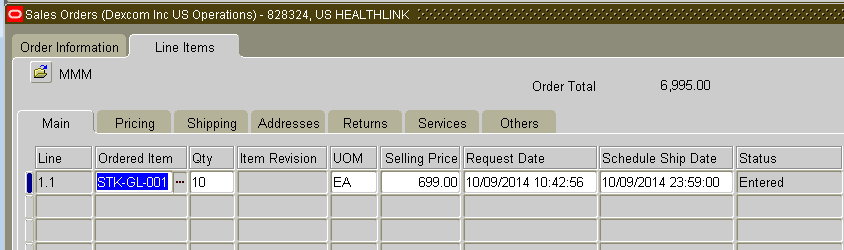 Sales Orders (Dexcom Inc US Operations) - 828324, US HEALTHLINK
Order Information Line Items
MMM
Order Total 6,995.00
Main Pricing Shipping Addresses Returns Services Others
Line Ordered Item Qty Item Revision UOM Selling Price Request Date Schedule Ship Date Status
1.1 STK-GL-001 ... 10 EA 699.00 10/09/2014 10:42:56 10/09/2014 23:59:00 Entered